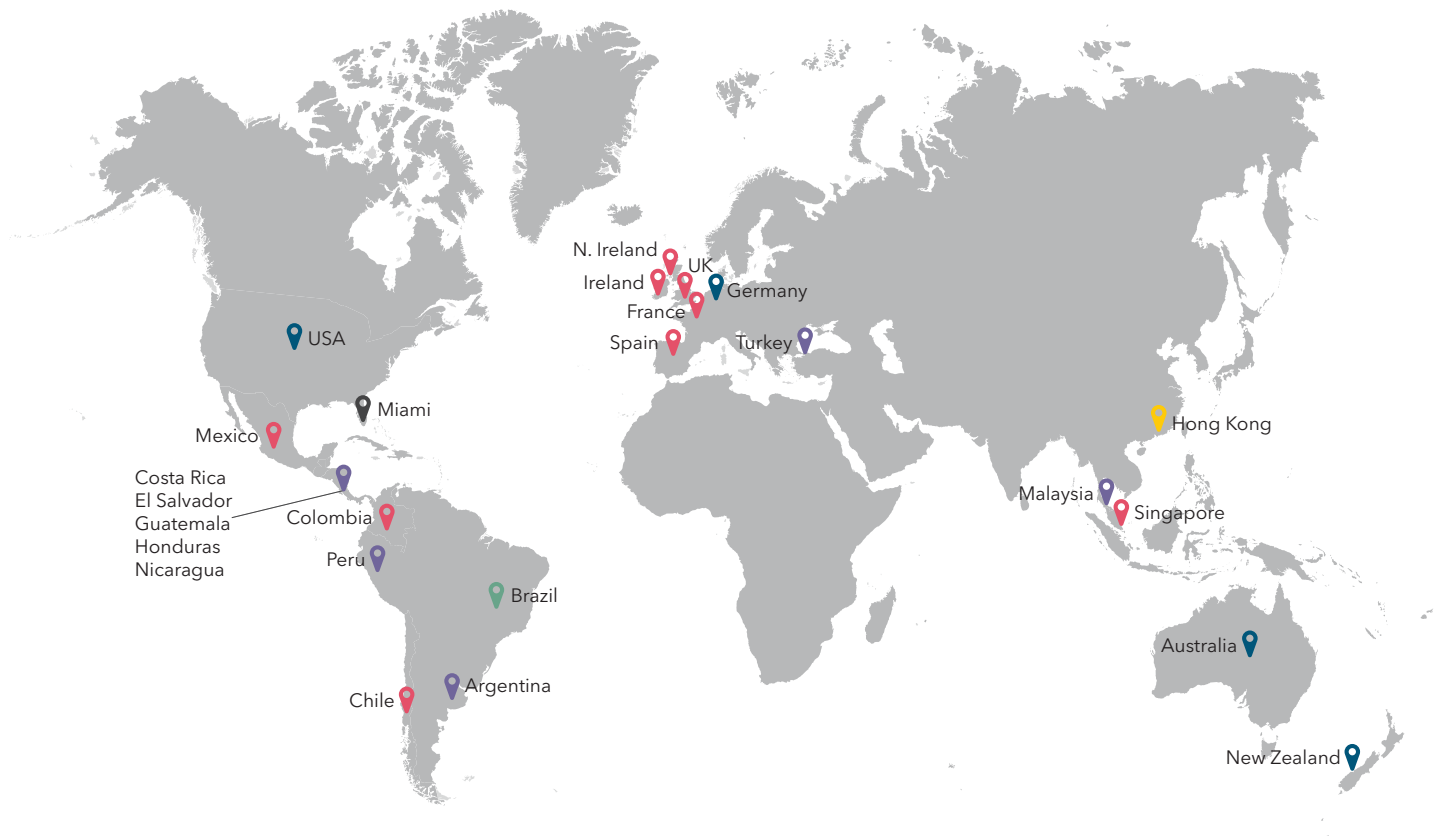 N. Ireland
UK
Ireland
Germany
France
USA
Spain
Turkey
Miami
Mexico
Hong Kong
Costa Rica
El Salvador
Guatemala
Honduras
Nicaragua
Colombia
Malaysia
Singapore
Peru
Brazil
Australia
Argentina
Chile
New Zealand